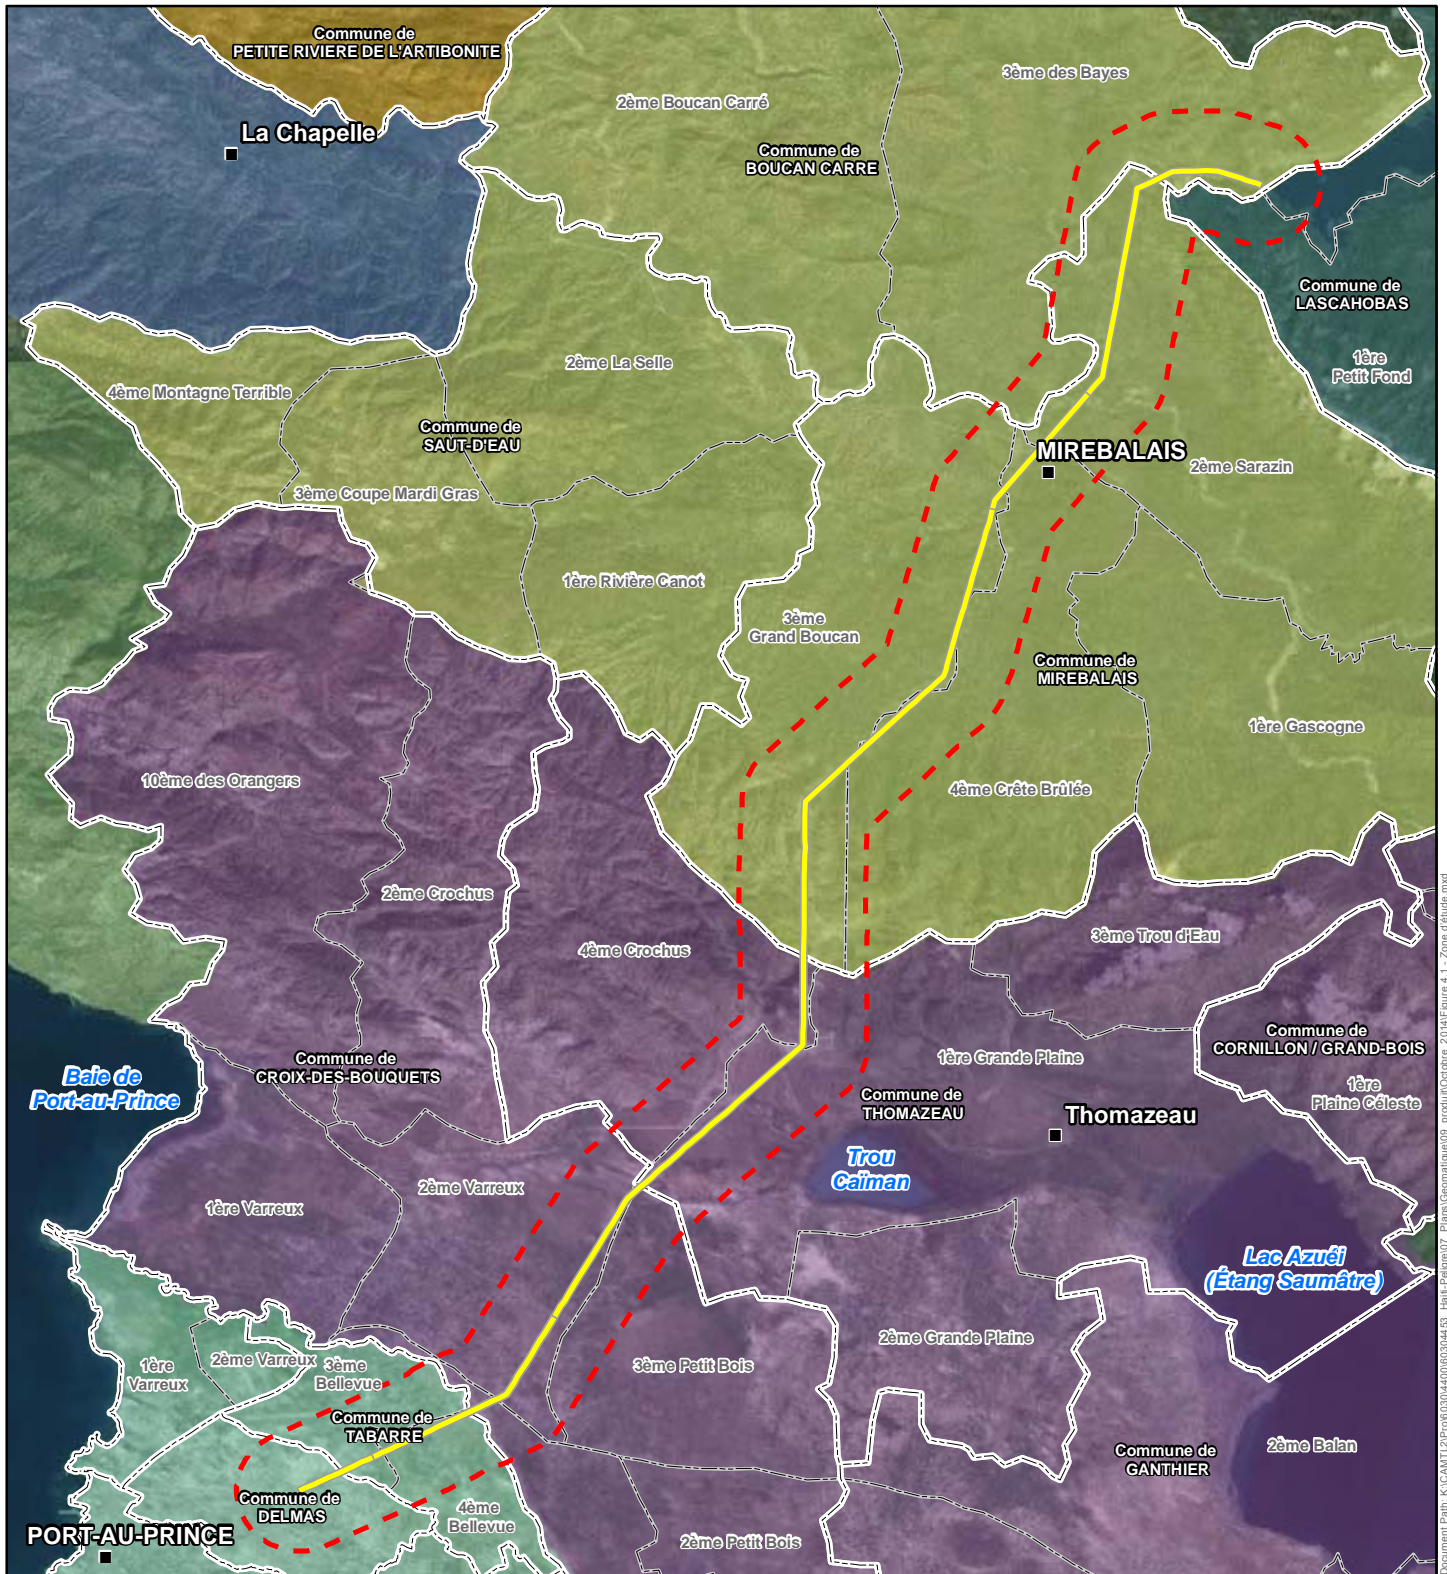 Commune de
PETITE RIVIERE DE L'ARTIBONITE
3ème des Bayes
2ème Boucan Carré
La Chapelle
Commune de
BOUCAN CARRE
Commune de
LASCAHOBAS
2ème La Selle
1ère
Petit Fond
4ème Montagne Terrible
Commune de
SAUT-D'EAU
MIREBALAIS
2ème Sarazin
3ème Coupe Mardi Gras
1ère Rivière Canot
3ème
Grand Boucan
Commune de
MIREBALAIS
1ère Gascogne
10ème des Orangers
4ème Crête Brûlée
2ème Crochus
4ème Crochus
3ème Trou d'Eau
Commune de
CORNILLON / GRAND-BOIS
Commune de
CROIX-DES-BOUQUETS
1ère Grande Plaine
Baie de
Port-au-Prince
Commune de
THOMAZEAU
1ère
Plaine Céleste
Thomazeau
Trou
Caïman
2ème Varreux
1ère Varreux
Lac Azuéi
(Étang Saumâtre)
2ème Grande Plaine
1ère
Varreux
2ème Varreux
3ème
Bellevue
3ème Petit Bois
Commune de
TABARRE
2ème Balan
Commune de
GANTHIER
Commune de
DELMAS
4ème
Bellevue
PORT-AU-PRINCE
2ème Petit Bois